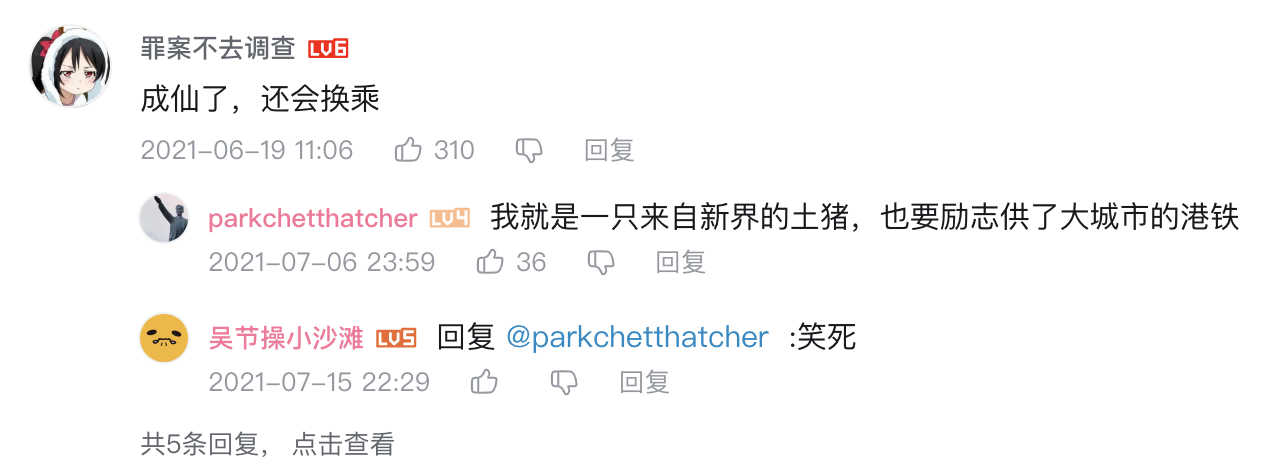 罪案不去调查 LV6
成仙了，还会换乘
2021-06-19 11:06 310 回复
parkchetthatcher LV4 我就是一只来自新界的土猪，也要励志供了大城市的港铁
2021-07-06 23:59 36 回复
吴节操小沙滩 LV5 回复 @parkchetthatcher :笑死
2021-07-15 22:29 回复
共5条回复， 点击查看